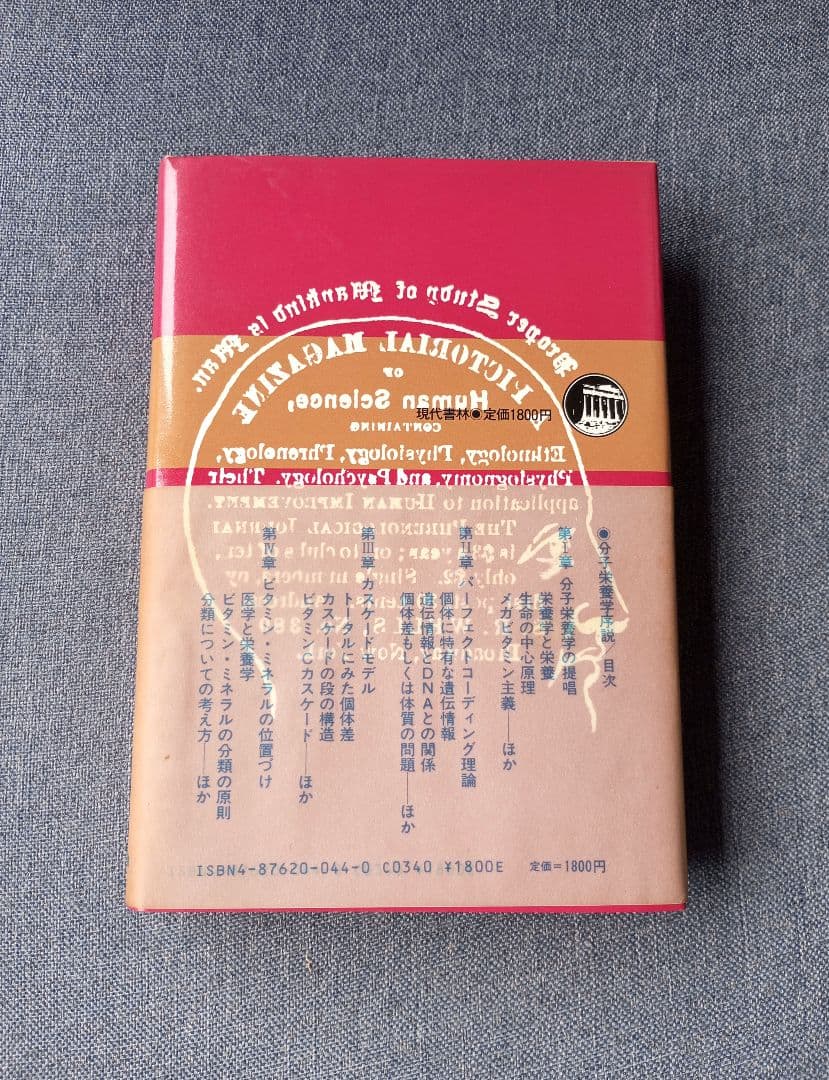 Proper Study of Mankind is Man.
A PICTORIAL MAGAZINE
OF
Human Science,
CONTAINING
Ethnology, Physiology, Phrenology,
Physiognomy, and Psychology. Their
application to HUMAN IMPROVEMENT.
THE PHRENOLOGICAL JOURNAL
現代書林●定価1800円
●分子栄養学序説 目次
第Ⅰ章 分子栄養学の提唱
栄養学と栄養
生命の中心原理
メガビタミン主義――ほか
第Ⅱ章 パーフェクトコーディング理論
個体に特有な遺伝情報
遺伝情報とDNAとの関係
個体差もしくは体質の問題――ほか
第Ⅲ章 カスケードモデル
トータルにみた個体差
カスケードの段の構造
ビタミンCカスケード――ほか
第Ⅳ章 ビタミン・ミネラルの位置づけ
医学と栄養学
ビタミン・ミネラルの分類の原則
分類についての考え方――ほか
ISBN4-87620-044-0 C0340 ¥1800E 定価=1800円